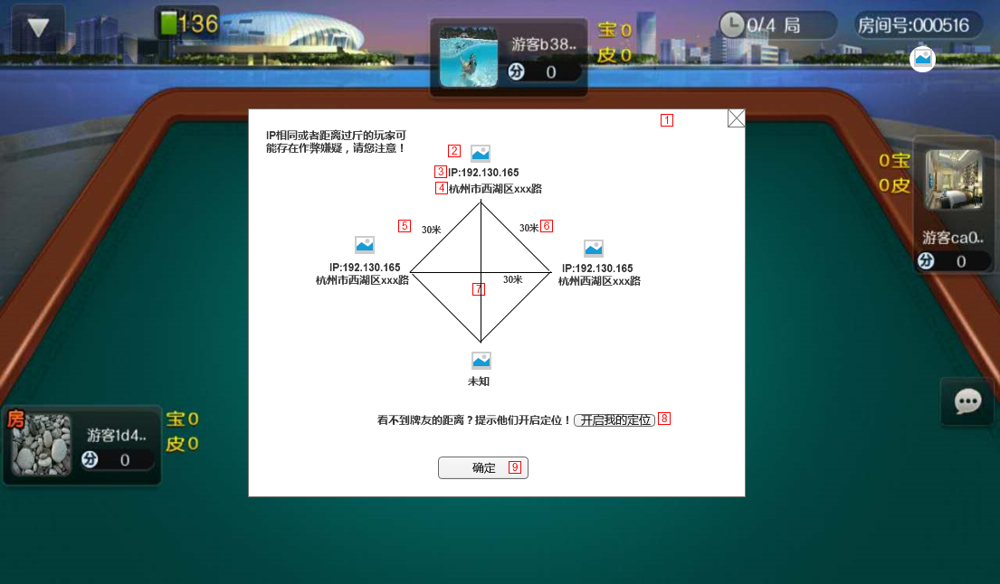 136
游客b38..
分 0
宝 0
皮 0
0/4 局
房间号:000516
1
IP相同或者距离过斤的玩家可
能存在作弊嫌疑，请您注意！
2
3 IP:192.130.165
4 杭州市西湖区xxx路
5 30米
30米 6
IP:192.130.165
杭州市西湖区xxx路
IP:192.130.165
杭州西湖区xxx路
30米
7
未知
看不到牌友的距离？提示他们开启定位！ 开启我的定位 8
确定 9
0宝
0皮
游客ca0..
分 0
房
游客1d4..
分 0
宝0
皮0